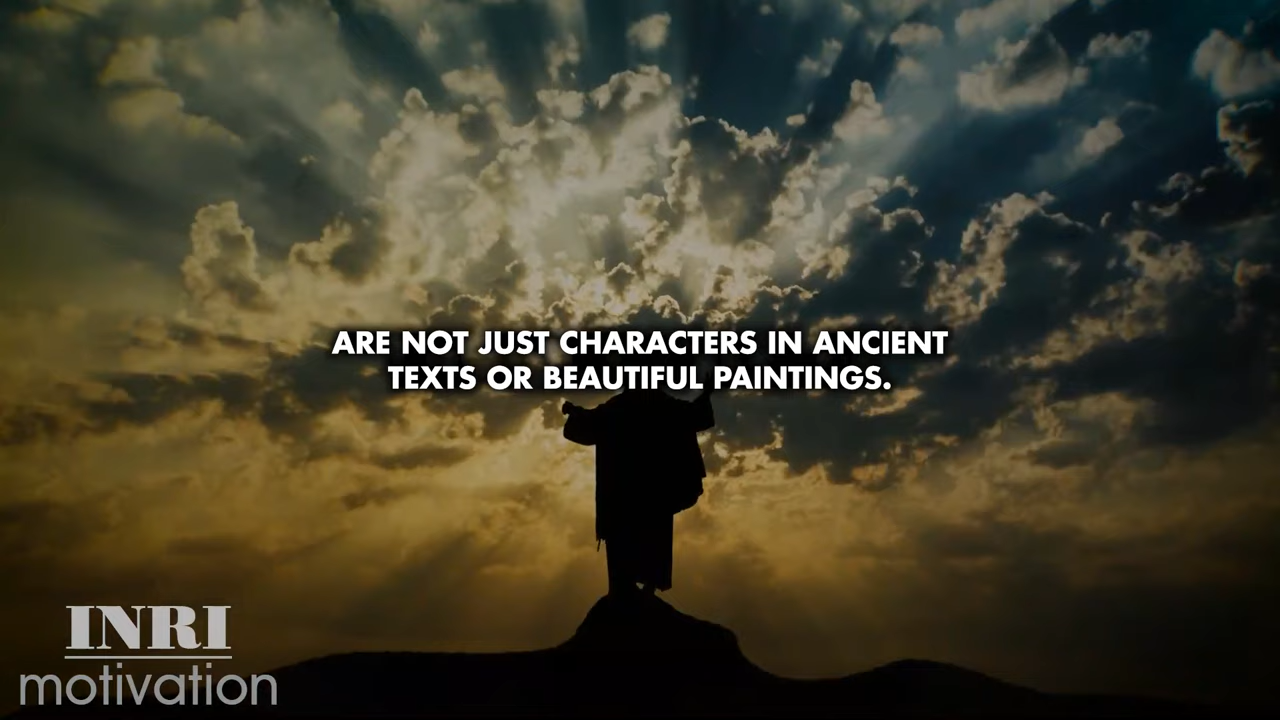 ARE NOT JUST CHARACTERS IN ANCIENT
TEXTS OR BEAUTIFUL PAINTINGS.
INRI
motivation